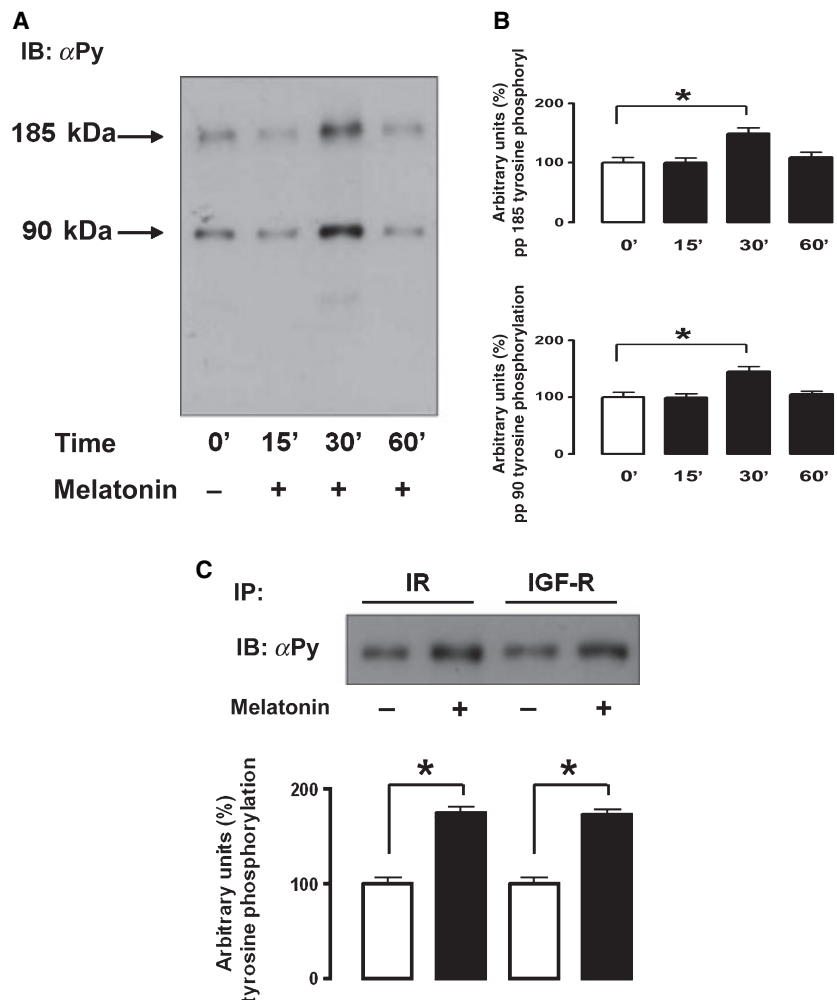 A
IB: αPy
185 kDa
90 kDa
Time 0’ 15’ 30’ 60’
Melatonin – + + +
B
Arbitrary units (%)
pp 185 tyrosine phosphoryl
200
100
0
*
0’ 15’ 30’ 60’
Arbitrary units (%)
pp 90 tyrosine phosphorylation
200
100
0
*
0’ 15’ 30’ 60’
C
IP: IR IGF-R
IB: αPy
Melatonin – + – +
Arbitrary units (%)
tyrosine phosphorylation
200
100
0
* *